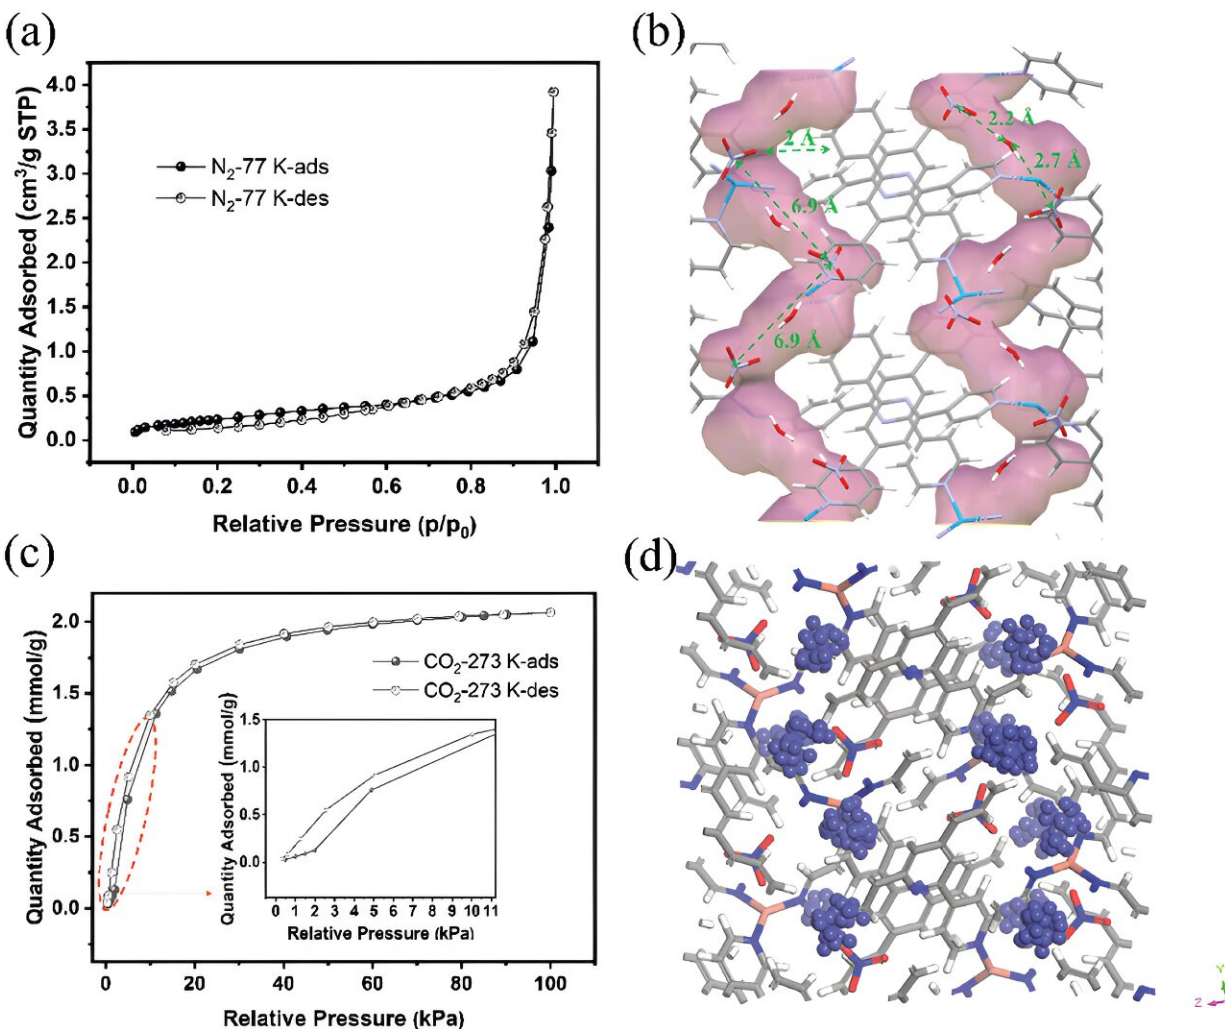 (a)
4.0
3.5
3.0
2.5
2.0
1.5
1.0
0.5
0.0
Quantity Adsorbed (cm³/g STP)
N₂-77 K-ads
N₂-77 K-des
0.0 0.2 0.4 0.6 0.8 1.0
Relative Pressure (p/p₀)
(b)
2.2 Å
2 Å
2.7 Å
6.9 Å
6.9 Å
(c)
2.0
1.5
1.0
0.5
0.0
Quantity Adsorbed (mmol/g)
CO₂-273 K-ads
CO₂-273 K-des
1.5
1.0
0.5
0.0
Quantity Adsorbed (mmol/g)
0 1 2 3 4 5 6 7 8 9 10 11
Relative Pressure (kPa)
0 20 40 60 80 100
Relative Pressure (kPa)
(d)
Y
Z